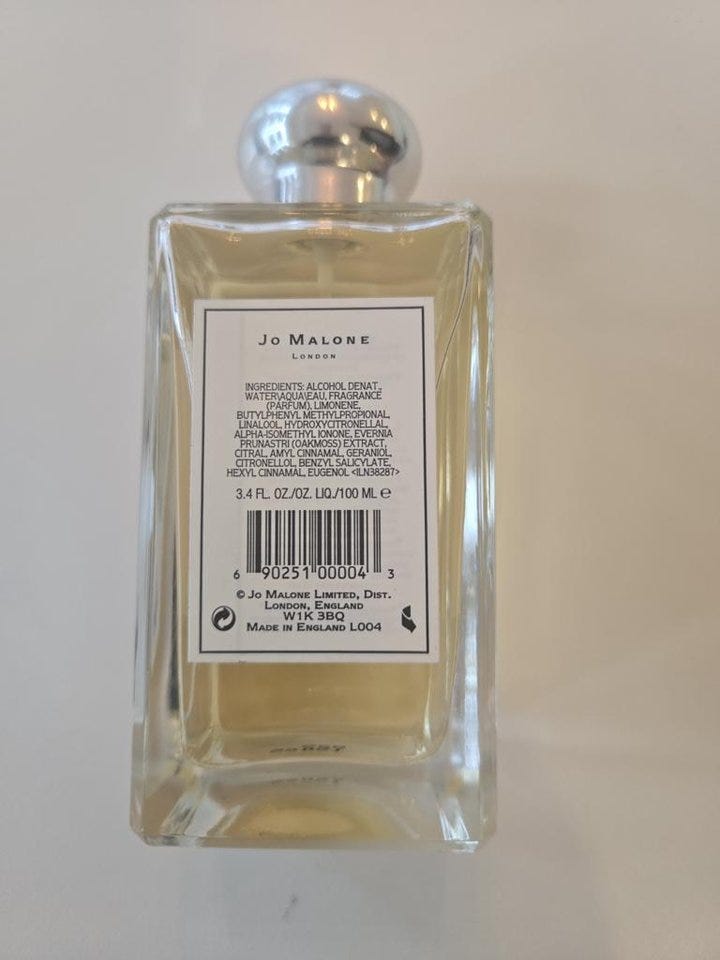 JO MALONE
LONDON
INGREDIENTS: ALCOHOL DENAT.,
WATER\AQUA\EAU, FRAGRANCE
(PARFUM), LIMONENE,
BUTYLPHENYL METHYLPROPIONAL,
LINALOOL, HYDROXYCITRONELLAL,
ALPHA-ISOMETHYL IONONE, EVERNIA
PRUNASTRI (OAKMOSS) EXTRACT,
CITRAL, AMYL CINNAMAL, GERANIOL,
CITRONELLOL, BENZYL SALICYLATE,
HEXYL CINNAMAL, EUGENOL <ILN38287>
3.4 FL. OZ./OZ. LIQ./100 ML ℮
6 90251 00004 3
© JO MALONE LIMITED, DIST.
LONDON, ENGLAND
W1K 3BQ
MADE IN ENGLAND L004